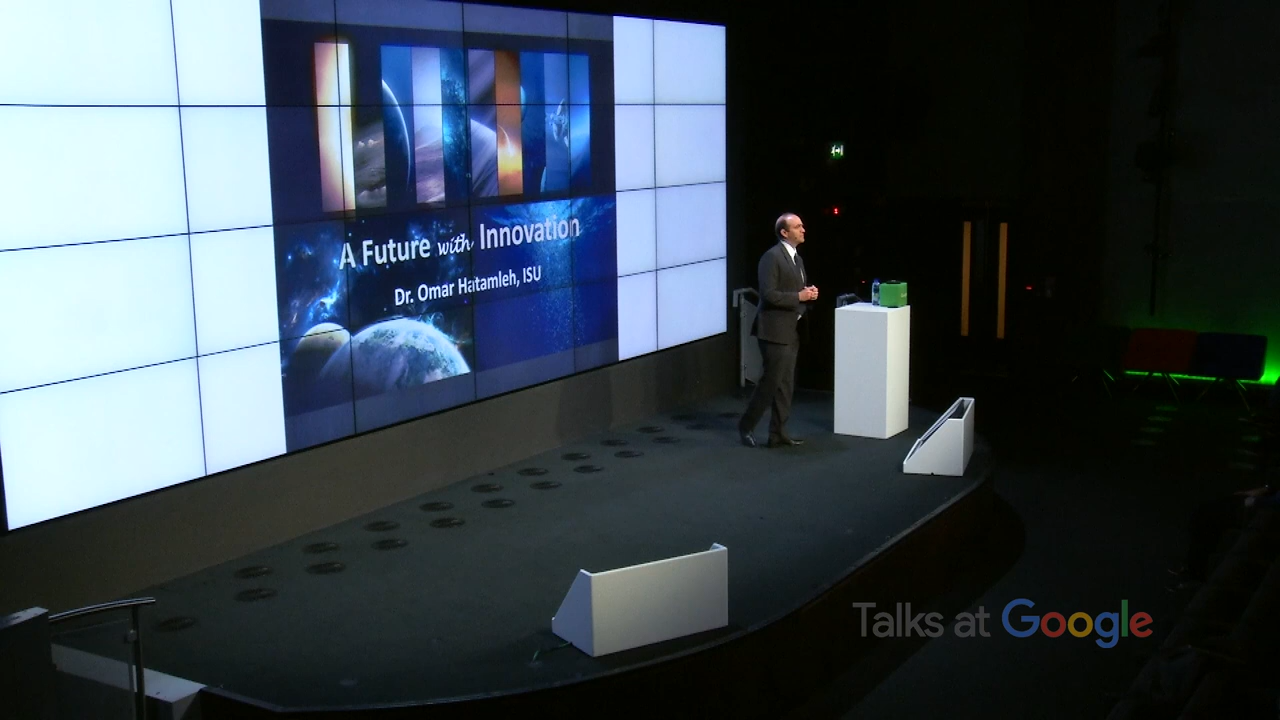 A Future with Innovation
Dr. Omar Hatamleh, ISU
Talks at Google